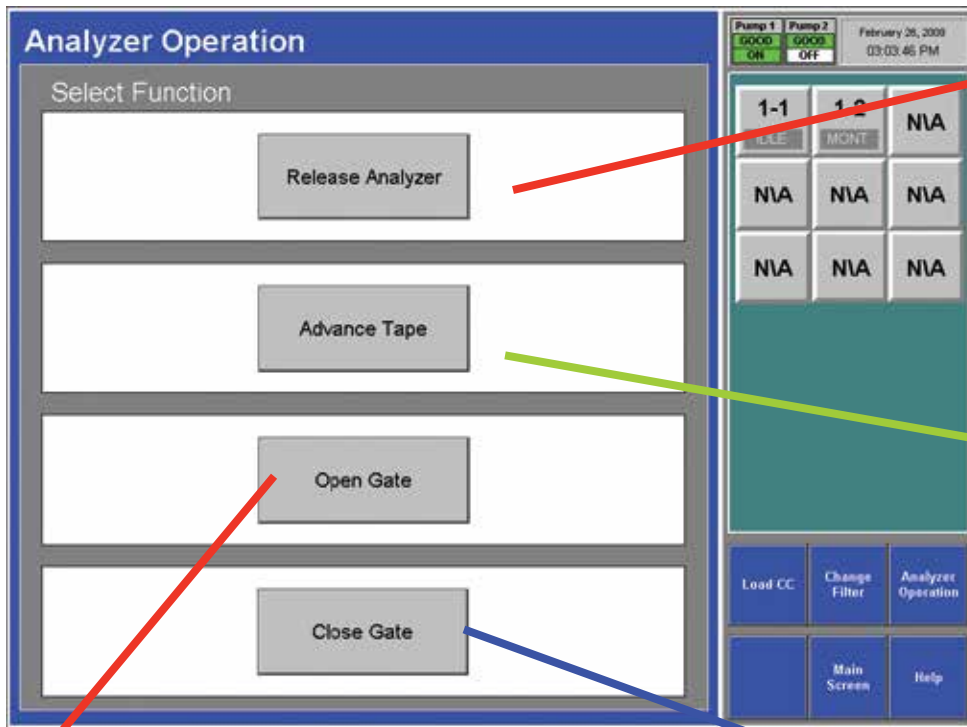 Analyzer Operation
Select Function
Release Analyzer
Advance Tape
Open Gate
Close Gate
Pump 1 Pump 2
GOOD GOOD
ON OFF
February 26, 2009
03:03:46 PM
1-1 1-2 N\A
IDLE MONT
N\A N\A N\A
N\A N\A N\A
Load CC
Change
Filter
Analyzer
Operation
Main
Screen
Help